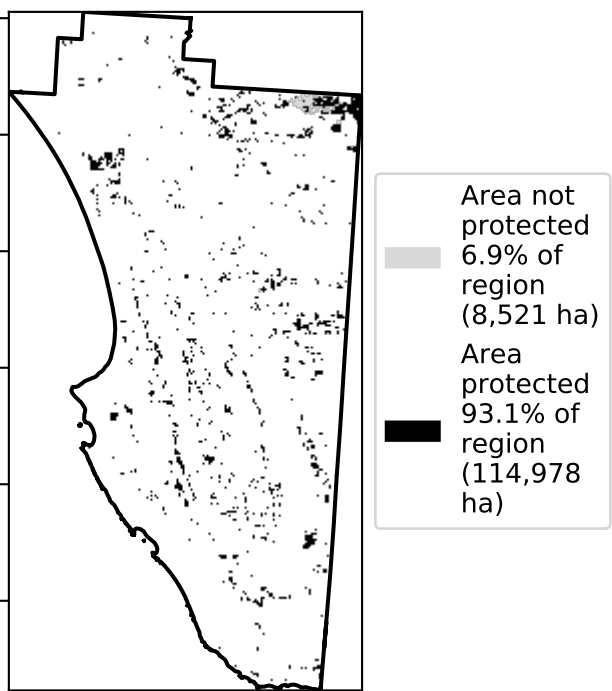 Area not
protected
6.9% of
region
(8,521 ha)
Area
protected
93.1% of
region
(114,978
ha)